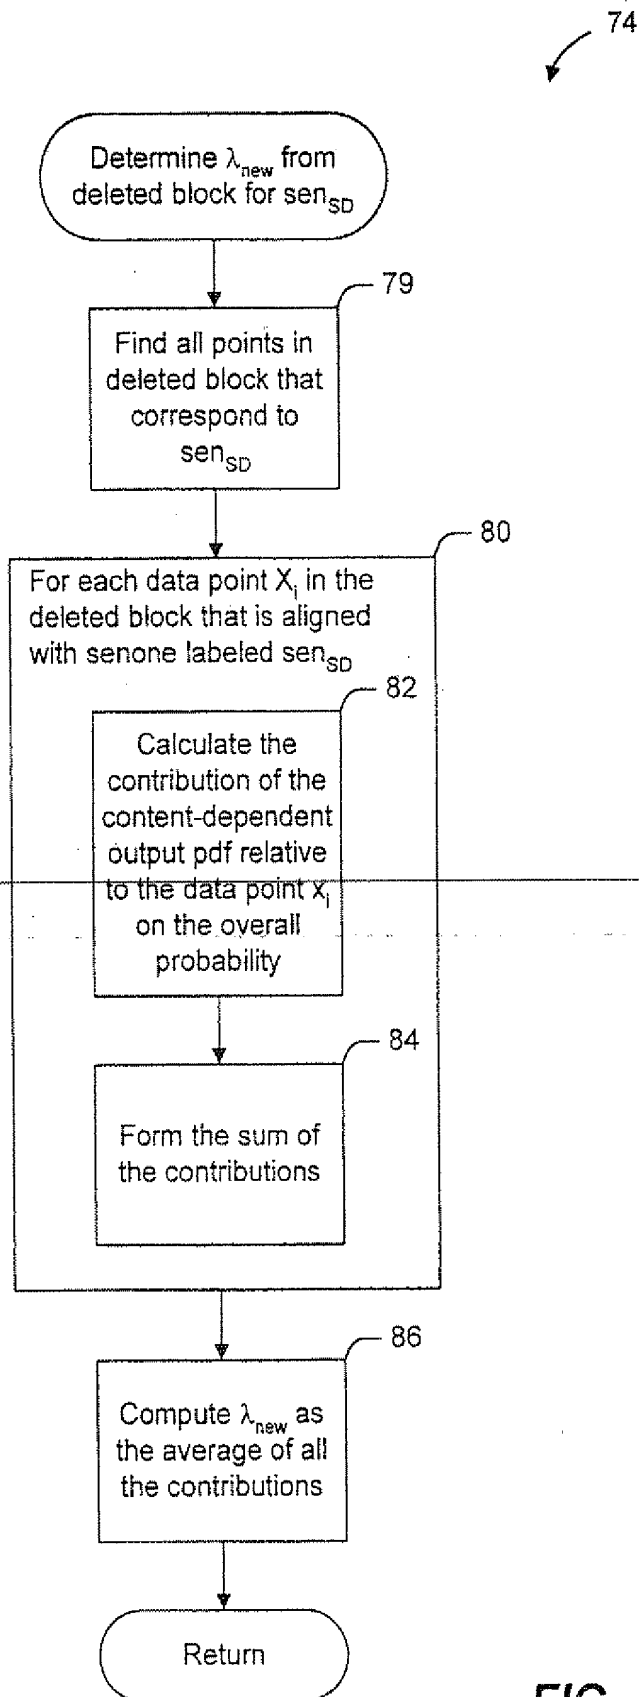 74
Determine λnew from
deleted block for senSD
79
Find all points in
deleted block that
correspond to
senSD
80
For each data point Xi in the
deleted block that is aligned
with senone labeled senSD
82
Calculate the
contribution of the
content-dependent
output pdf relative
to the data point xi
on the overall
probability
84
Form the sum of
the contributions
86
Compute λnew as
the average of all
the contributions
Return
FIG